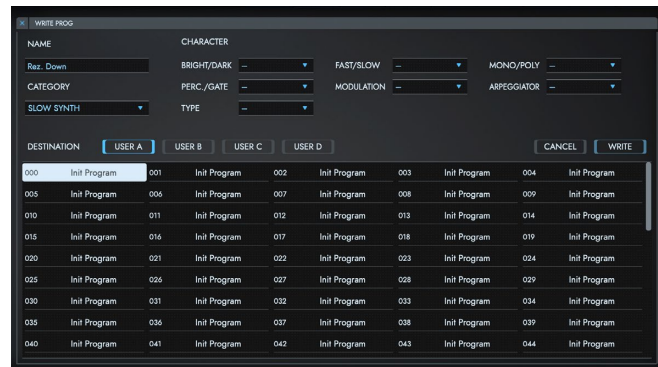 × WRITE PROG
NAME CHARACTER
Rez. Down BRIGHT/DARK – FAST/SLOW – MONO/POLY –
CATEGORY PERC./GATE – MODULATION – ARPEGGIATOR –
SLOW SYNTH TYPE –
DESTINATION USER A USER B USER C USER D CANCEL WRITE
000 Init Program 001 Init Program 002 Init Program 003 Init Program 004 Init Program
005 Init Program 006 Init Program 007 Init Program 008 Init Program 009 Init Program
010 Init Program 011 Init Program 012 Init Program 013 Init Program 014 Init Program
015 Init Program 016 Init Program 017 Init Program 018 Init Program 019 Init Program
020 Init Program 021 Init Program 022 Init Program 023 Init Program 024 Init Program
025 Init Program 026 Init Program 027 Init Program 028 Init Program 029 Init Program
030 Init Program 031 Init Program 032 Init Program 033 Init Program 034 Init Program
035 Init Program 036 Init Program 037 Init Program 038 Init Program 039 Init Program
040 Init Program 041 Init Program 042 Init Program 043 Init Program 044 Init Program